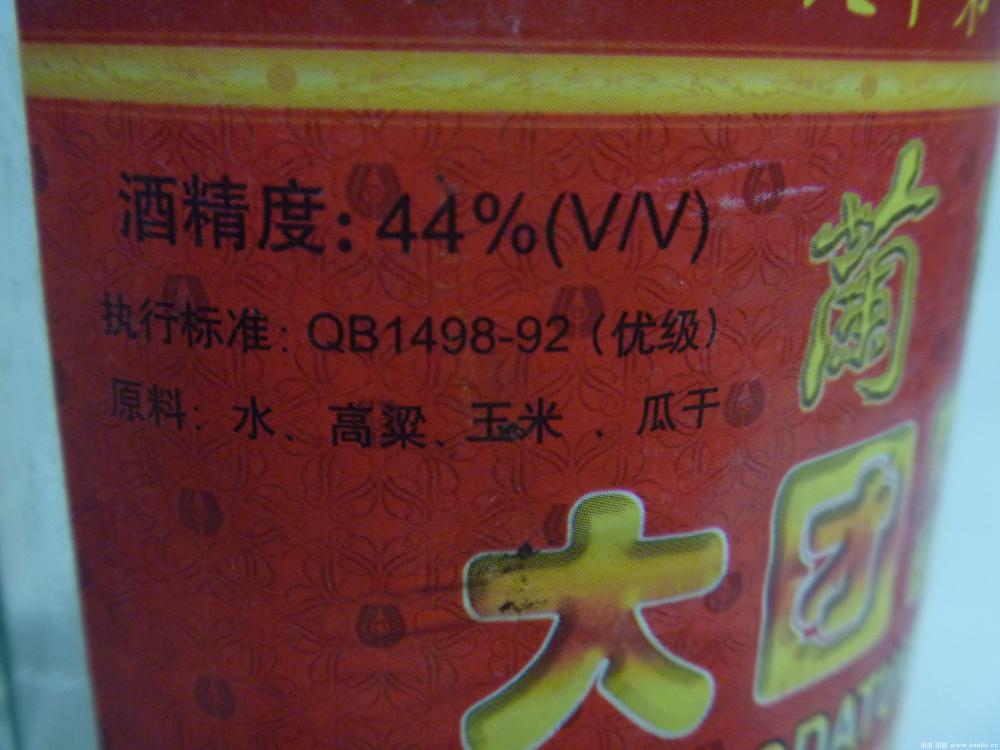 酒精度：44%(V/V)
执行标准：QB1498-92（优级）
原料：水、高粱、玉米、瓜干
蘭
大团